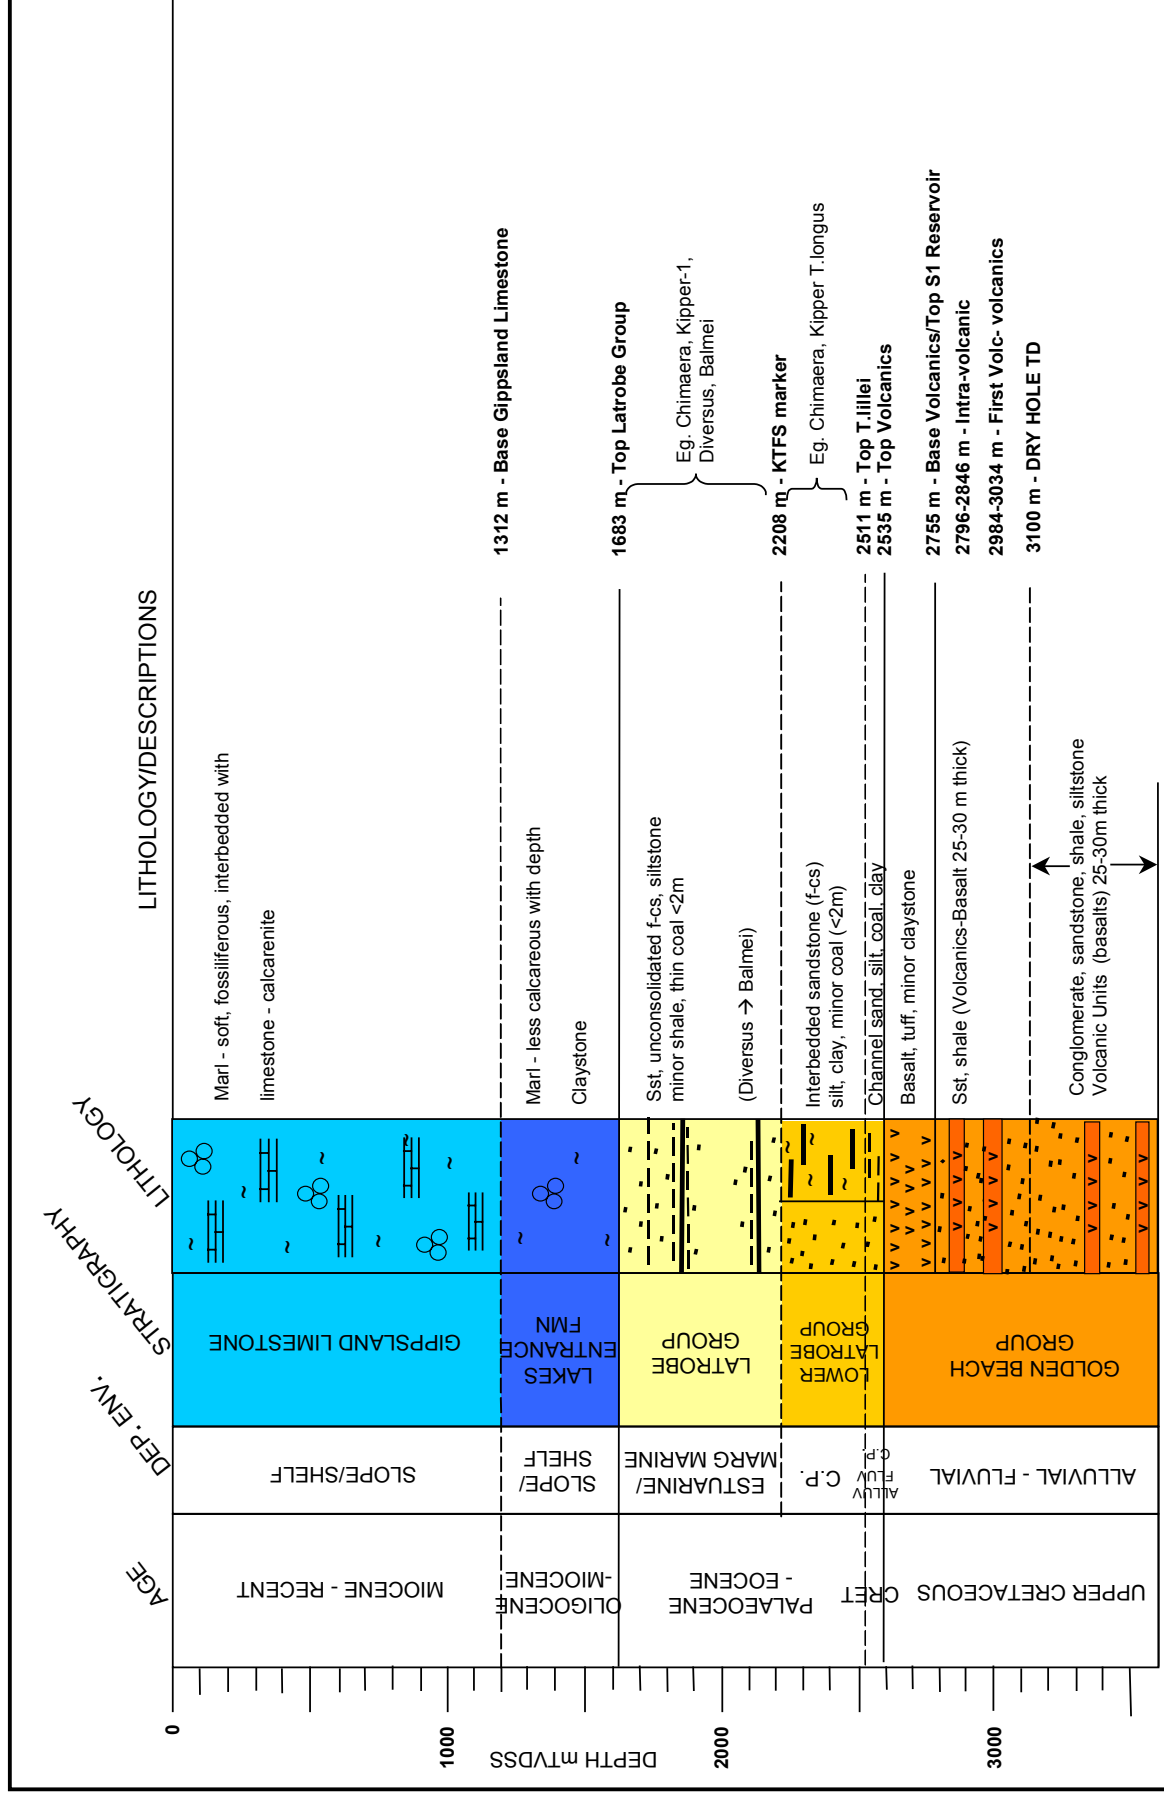 LITHOLOGY/DESCRIPTIONS
AGE
DEP. ENV.
STRATIGRAPHY
LITHOLOGY
DEPTH mTVDSS
0
1000
2000
3000
MIOCENE - RECENT
OLIGOCENE
-MIOCENE
PALAEOCENE
- EOCENE
CRET
UPPER CRETACEOUS
SLOPE/SHELF
SLOPE/
SHELF
ESTUARINE/
MARG MARINE
C.P.
ALLUV
FLUV
C.P.
ALLUVIAL - FLUVIAL
GIPPSLAND LIMESTONE
LAKES
ENTRANCE
FMN
LATROBE
GROUP
LOWER
LATROBE
GROUP
GOLDEN BEACH
GROUP
Marl - soft, fossiliferous, interbedded with
limestone - calcarenite
Marl - less calcareous with depth
Claystone
Sst, unconsolidated f-cs, siltstone
minor shale, thin coal <2m
(Diversus → Balmei)
Interbedded sandstone (f-cs)
silt, clay, minor coal (<2m)
Channel sand, silt, coal, clay
Basalt, tuff, minor claystone
Sst, shale (Volcanics-Basalt 25-30 m thick)
Conglomerate, sandstone, shale, siltstone
Volcanic Units (basalts) 25-30m thick
1312 m - Base Gippsland Limestone
1683 m - Top Latrobe Group
Eg. Chimaera, Kipper-1,
Diversus, Balmei
2208 m - KTFS marker
Eg. Chimaera, Kipper T.longus
2511 m - Top T.lillei
2535 m - Top Volcanics
2755 m - Base Volcanics/Top S1 Reservoir
2796-2846 m - Intra-volcanic
2984-3034 m - First Volc- volcanics
3100 m - DRY HOLE TD